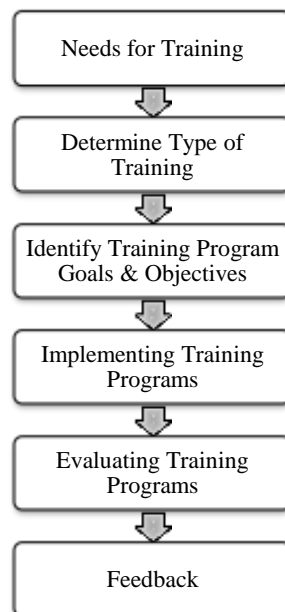 Needs for Training
Determine Type of
Training
Identify Training Program
Goals & Objectives
Implementing Training
Programs
Evaluating Training
Programs
Feedback